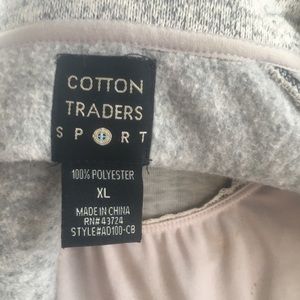 COTTON
TRADERS
SPORT
100% POLYESTER
XL
MADE IN CHINA
RN# 43724
STYLE#AD100-CB